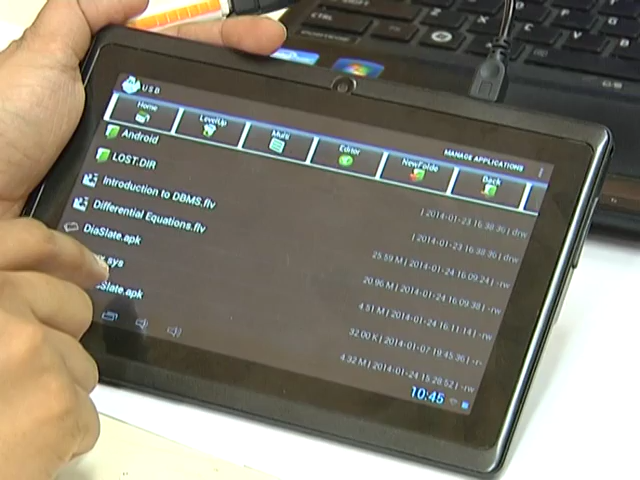 USB
MANAGE APPLICATIONS
Home
LevelUp
Multi
Editor
NewFolde
Back
Android
| 2014-01-23 16:38:36 | drw
LOST.DIR
| 2014-01-23 16:38:36 | drw
Introduction to DBMS.flv
25.59 M | 2014-01-24 16:09:24 | -rw
Differential Equations.flv
20.96 M | 2014-01-24 16:09:38 | -rw
DiaSlate.apk
4.51 M | 2014-01-24 16:11:14 | -rw
.sys
32.00 K | 2014-01-07 19:45:36 | -r
Slate.apk
4.32 M | 2014-01-24 15:28:52 | -rw
10:45
Ctrl